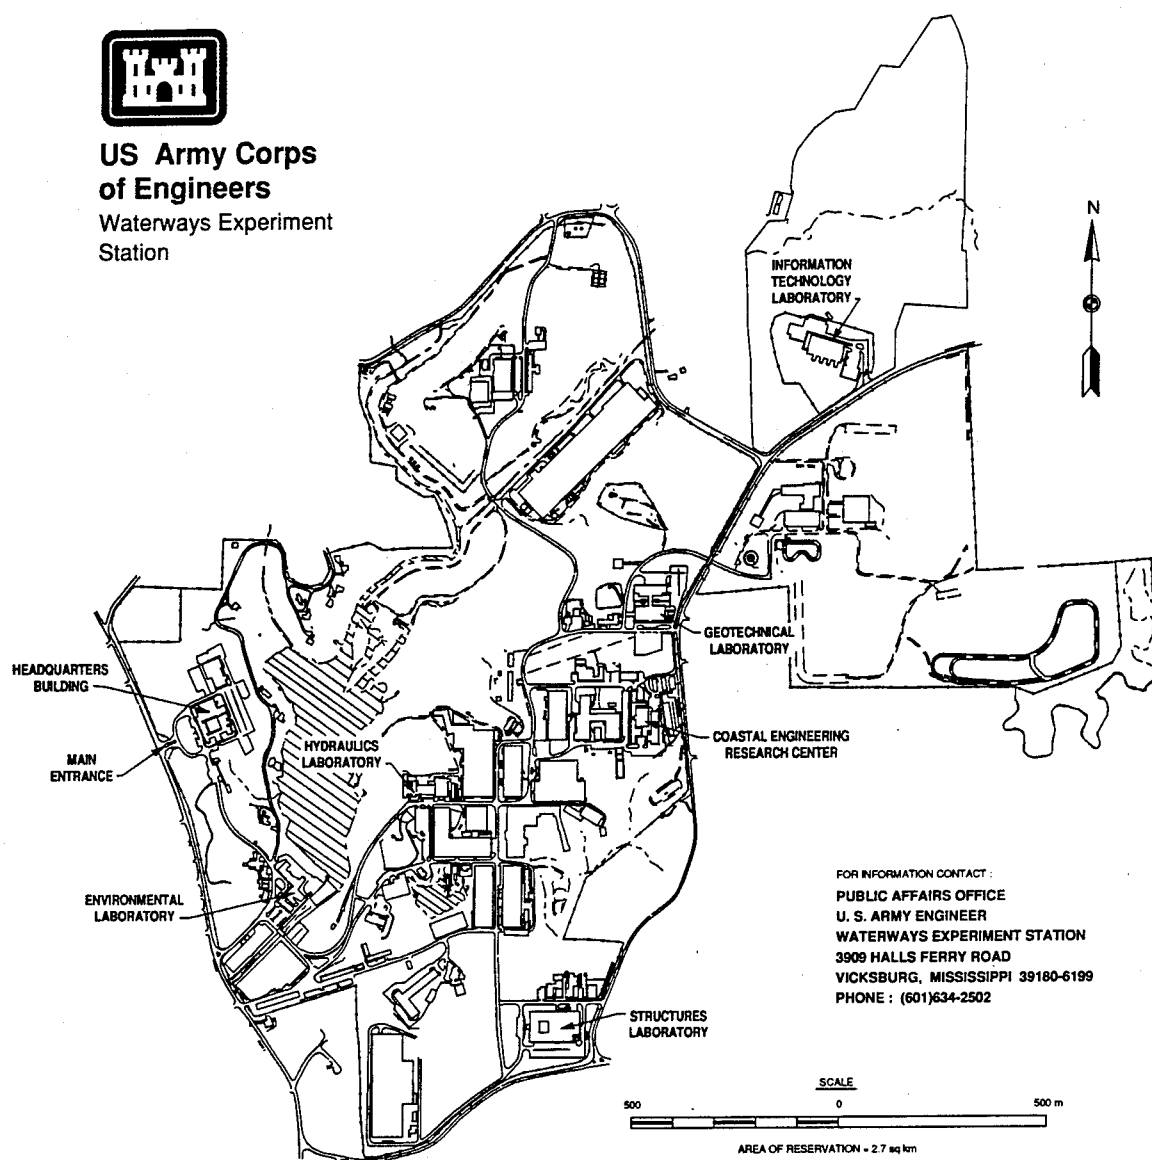 US Army Corps
of Engineers
Waterways Experiment
Station
N
INFORMATION
TECHNOLOGY
LABORATORY
GEOTECHNICAL
LABORATORY
HEADQUARTERS
BUILDING
MAIN
ENTRANCE
HYDRAULICS
LABORATORY
COASTAL ENGINEERING
RESEARCH CENTER
ENVIRONMENTAL
LABORATORY
STRUCTURES
LABORATORY
FOR INFORMATION CONTACT :
PUBLIC AFFAIRS OFFICE
U. S. ARMY ENGINEER
WATERWAYS EXPERIMENT STATION
3909 HALLS FERRY ROAD
VICKSBURG, MISSISSIPPI 39180-6199
PHONE : (601)634-2502
SCALE
500 0 500 m
AREA OF RESERVATION = 2.7 sq km